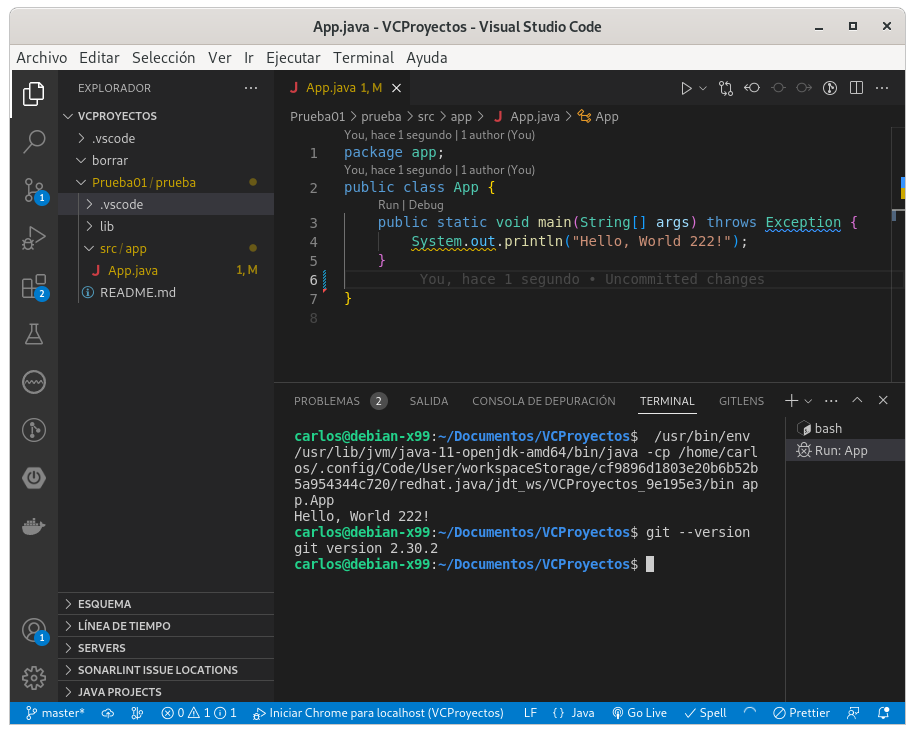 App.java - VCProyectos - Visual Studio Code
Archivo Editar Selección Ver Ir Ejecutar Terminal Ayuda
EXPLORADOR
VCPROYECTOS
.vscode
borrar
Prueba01 / prueba
.vscode
lib
src / app
J App.java 1, M
README.md
ESQUEMA
LÍNEA DE TIEMPO
SERVERS
SONARLINT ISSUE LOCATIONS
JAVA PROJECTS
1
2
1
J App.java 1, M
Prueba01 > prueba > src > app > J App.java > App
You, hace 1 segundo | 1 author (You)
1 package app;
You, hace 1 segundo | 1 author (You)
2 public class App {
Run | Debug
3 public static void main(String[] args) throws Exception {
4 System.out.println("Hello, World 222!");
5 }
6 You, hace 1 segundo • Uncommitted changes
7 }
8
PROBLEMAS 2 SALIDA CONSOLA DE DEPURACIÓN TERMINAL GITLENS
carlos@debian-x99:~/Documentos/VCProyectos$ /usr/bin/env
/usr/lib/jvm/java-11-openjdk-amd64/bin/java -cp /home/carl
os/.config/Code/User/workspaceStorage/cf9896d1803e20b6b52b
5a954344c720/redhat.java/jdt_ws/VCProyectos_9e195e3/bin ap
p.App
Hello, World 222!
carlos@debian-x99:~/Documentos/VCProyectos$ git --version
git version 2.30.2
carlos@debian-x99:~/Documentos/VCProyectos$
bash
Run: App
master* 0 1 1 Iniciar Chrome para localhost (VCProyectos) LF {} Java Go Live Spell Prettier